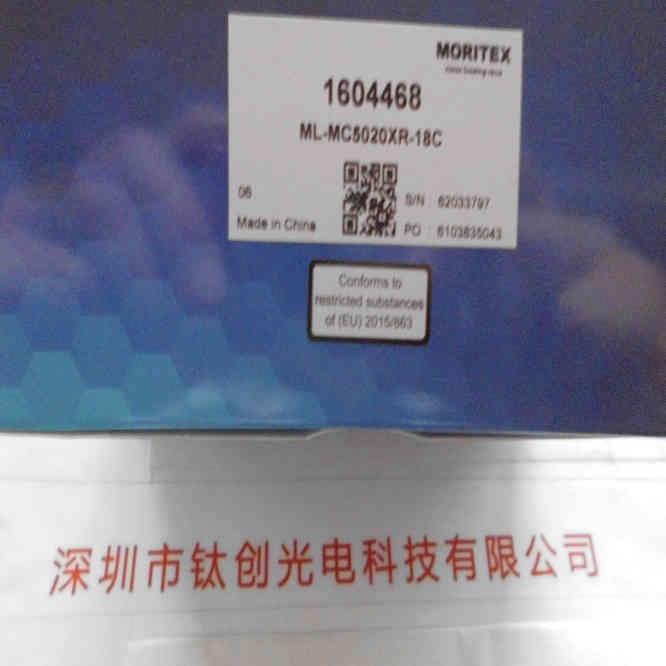 MORITEX
1604468
ML-MC5020XR-18C
06
S/N : 62033797
Made in China
PO : 6103835043
Conforms to
restricted substances
of (EU) 2015/863
深圳市钛创光电科技有限公司